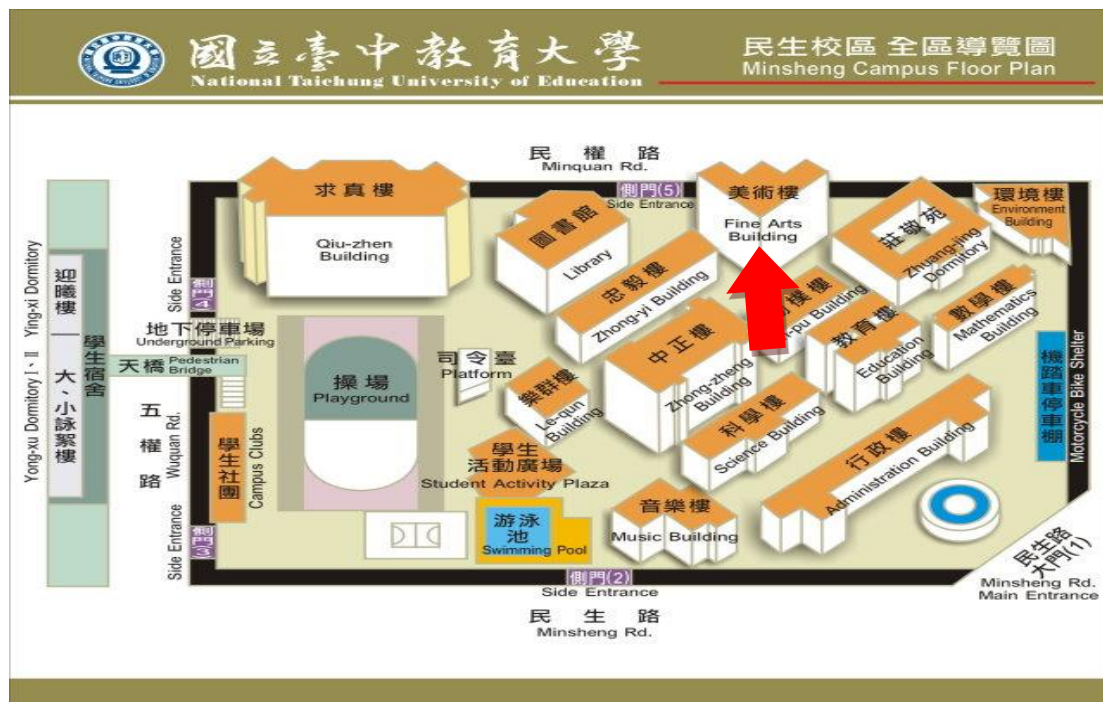 國立臺中教育大學
National Taichung University of Education
民生校區 全區導覽圖
Minsheng Campus Floor Plan
民權路
Minquan Rd.
求真樓
Qiu-zhen
Building
圖書館
Library
側門(5)
Side Entrance
美術樓
Fine Arts
Building
莊敬苑
Zhuang-jing
Dormitory
環境樓
Environment
Building
忠毅樓
Zhong-yi Building
樓
-pu Building
數學樓
Mathematics
Building
教育樓
Education
Building
中正樓
Zhong-zheng
Building
迎曦樓
大、小詠絮樓
Ying-xi Dormitory
Yong-xu Dormitory I、II
學生宿舍
Side Entrance
側門4
地下停車場
Underground Parking
天橋
Pedestrian
Bridge
五權路
Wuquan Rd.
操場
Playground
司令臺
Platform
樂群樓
Le-qun
Building
科學樓
Science Building
行政樓
Administration Building
機踏車停車棚
Motorcycle Bike Shelter
學生社團
Campus Clubs
學生
活動廣場
Student Activity Plaza
游泳
池
Swimming Pool
音樂樓
Music Building
Side Entrance
側門3
側門(2)
Side Entrance
民生路
Minsheng Rd.
民生路
大門(1)
Minsheng Rd.
Main Entrance